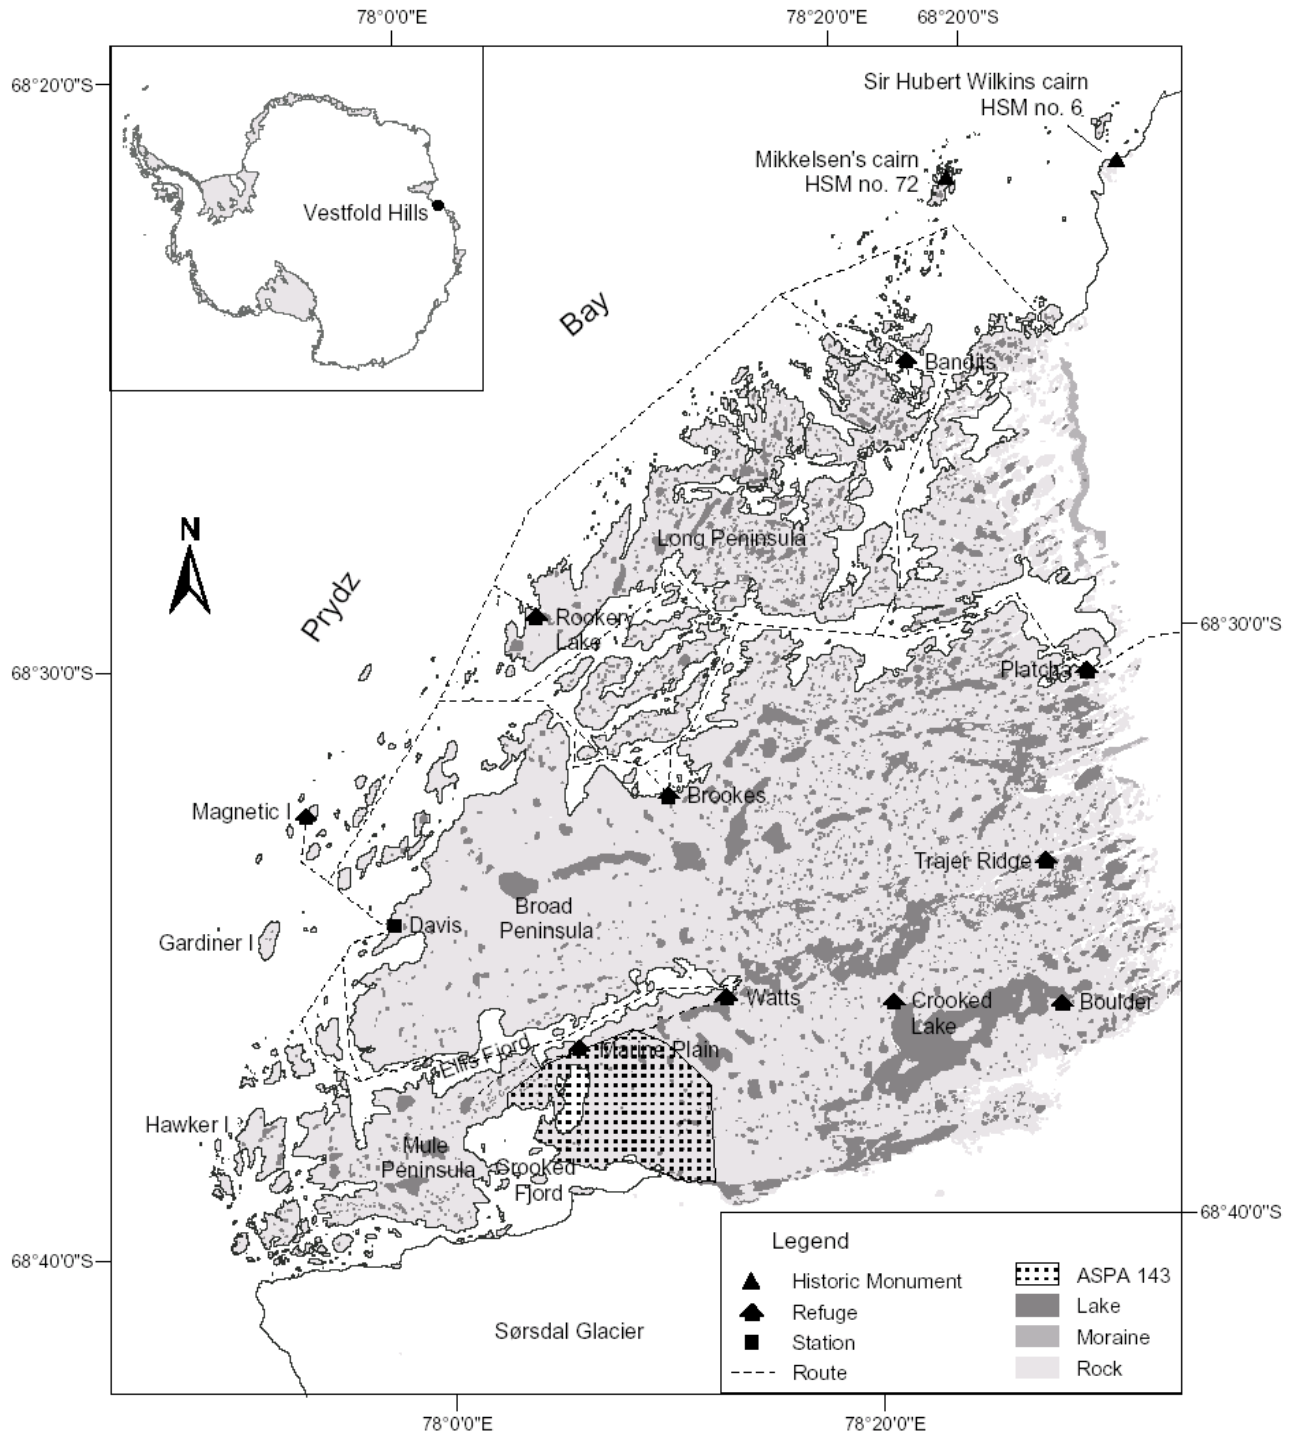 78°0'0"E
78°20'0"E
68°20'0"S
68°20'0"S
Sir Hubert Wilkins cairn
HSM no. 6
Mikkelsen's cairn
HSM no. 72
Vestfold Hills
Bay
Bandits
N
Long Peninsula
Prydz
Rookery
Lake
68°30'0"S
68°30'0"S
Platcha
Brookes
Magnetic I
Trajer Ridge
Broad
Peninsula
Davis
Gardiner I
Watts
Crooked
Lake
Boulder
Marine Plain
Ellis Fjord
Hawker I
Mule
Peninsula
Crooked
Fjord
68°40'0"S
68°40'0"S
Legend
Historic Monument
Refuge
Station
Route
ASPA 143
Lake
Moraine
Rock
Sørsdal Glacier
78°0'0"E
78°20'0"E